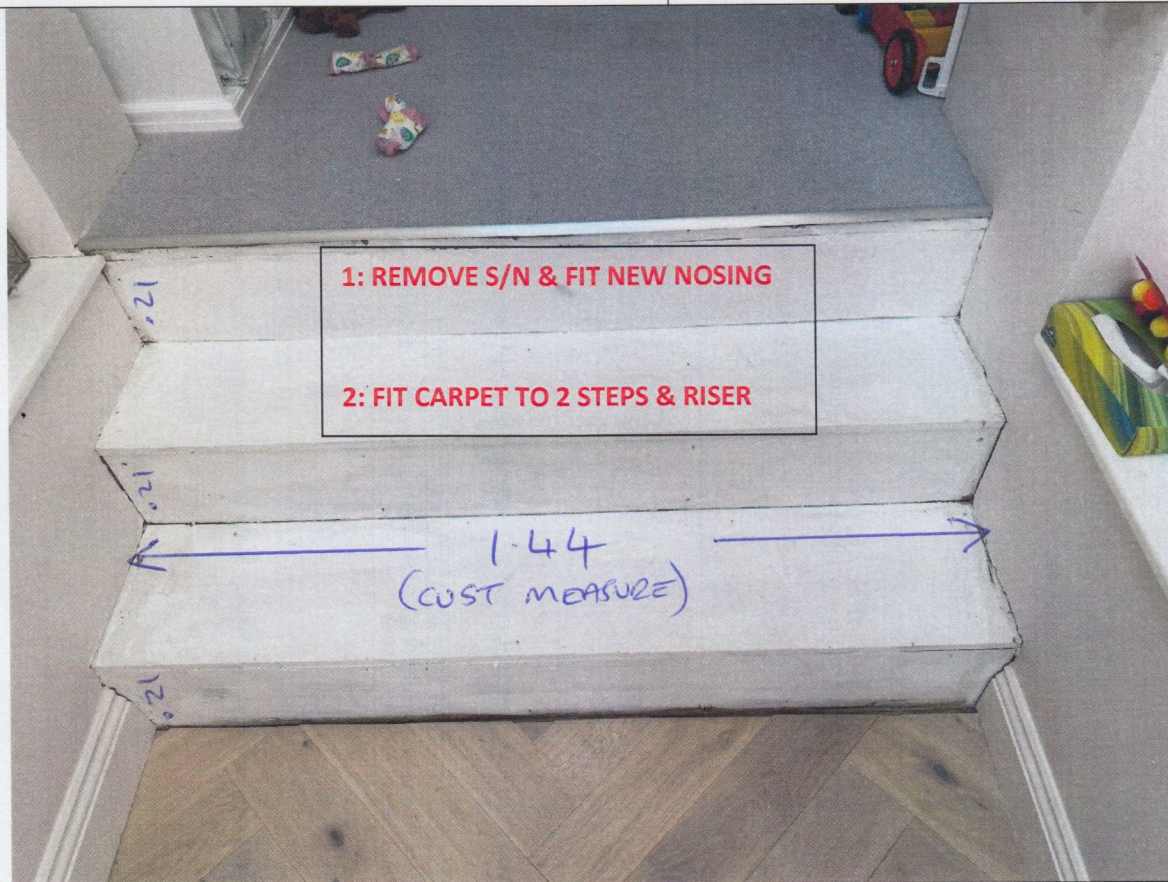 1: REMOVE S/N & FIT NEW NOSING
.21
2: FIT CARPET TO 2 STEPS & RISER
.21
1.44
(CUST MEASURE)
.21